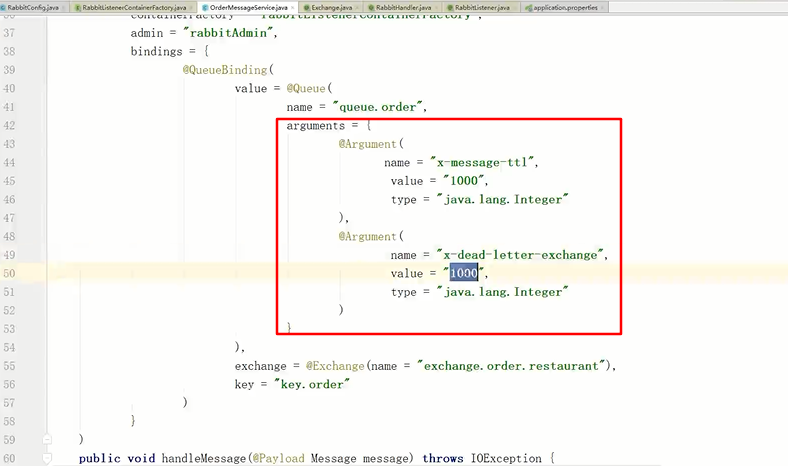 RabbitConfig.java RabbitListenerContainerFactory.java OrderMessageService.java Exchange.java RabbitHandler.java RabbitListener.java application.properties
36 containerFactory = "rabbitListenerContainerFactory",
37 admin = "rabbitAdmin",
38 bindings = {
39 @QueueBinding(
40 value = @Queue(
41 name = "queue.order",
42 arguments = {
43 @Argument(
44 name = "x-message-ttl",
45 value = "1000",
46 type = "java.lang.Integer"
47 ),
48 @Argument(
49 name = "x-dead-letter-exchange",
50 value = "1000",
51 type = "java.lang.Integer"
52 )
53 }
54 ),
55 exchange = @Exchange(name = "exchange.order.restaurant"),
56 key = "key.order"
57 )
58 }
59 )
60 public void handleMessage(@Payload Message message) throws IOException {